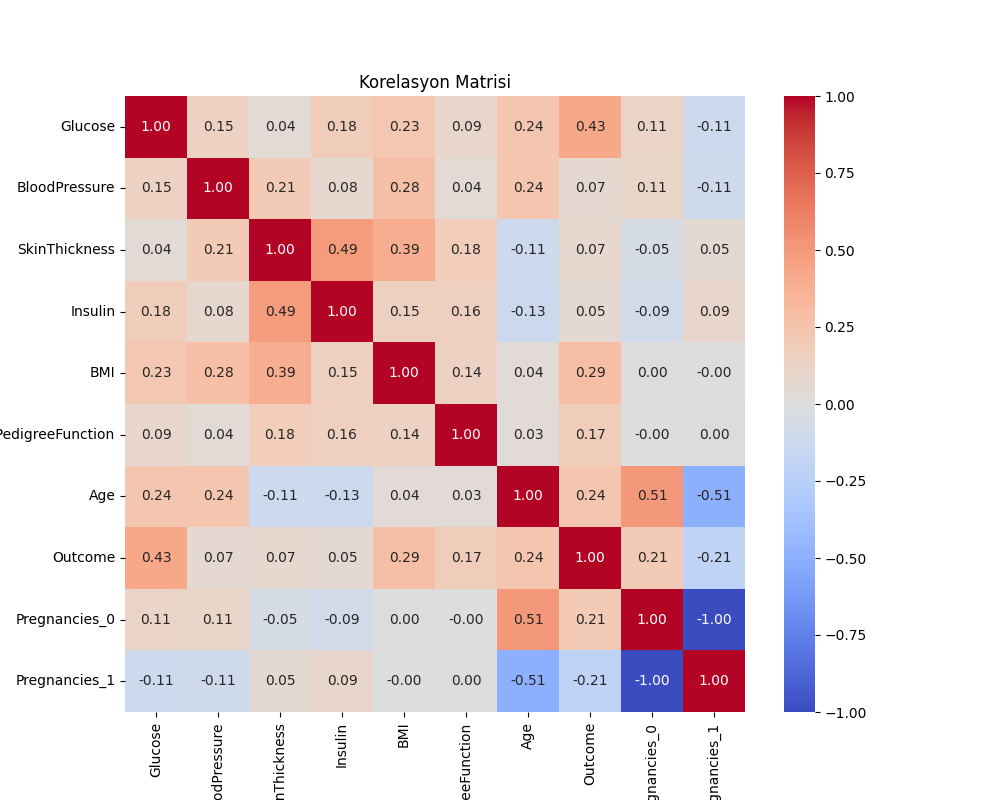 Korelasyon Matrisi
Glucose 1.00 0.15 0.04 0.18 0.23 0.09 0.24 0.43 0.11 -0.11
BloodPressure 0.15 1.00 0.21 0.08 0.28 0.04 0.24 0.07 0.11 -0.11
SkinThickness 0.04 0.21 1.00 0.49 0.39 0.18 -0.11 0.07 -0.05 0.05
Insulin 0.18 0.08 0.49 1.00 0.15 0.16 -0.13 0.05 -0.09 0.09
BMI 0.23 0.28 0.39 0.15 1.00 0.14 0.04 0.29 0.00 -0.00
PedigreeFunction 0.09 0.04 0.18 0.16 0.14 1.00 0.03 0.17 -0.00 0.00
Age 0.24 0.24 -0.11 -0.13 0.04 0.03 1.00 0.24 0.51 -0.51
Outcome 0.43 0.07 0.07 0.05 0.29 0.17 0.24 1.00 0.21 -0.21
Pregnancies_0 0.11 0.11 -0.05 -0.09 0.00 -0.00 0.51 0.21 1.00 -1.00
Pregnancies_1 -0.11 -0.11 0.05 0.09 -0.00 0.00 -0.51 -0.21 -1.00 1.00
Glucose
odPressure
nThickness
Insulin
BMI
eeFunction
Age
Outcome
gnancies_0
gnancies_1
1.00
0.75
0.50
0.25
0.00
−0.25
−0.50
−0.75
−1.00